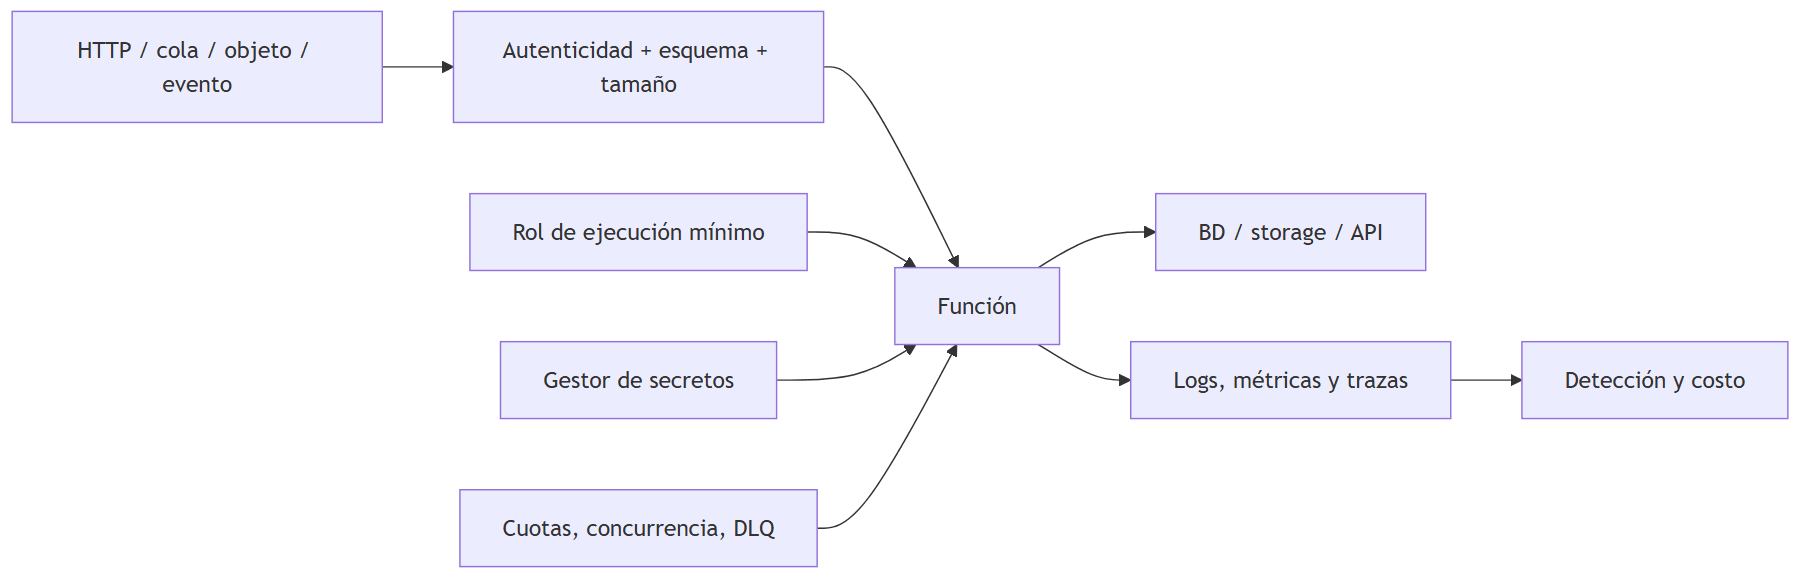 HTTP / cola / objeto /
evento
Autenticidad + esquema +
tamaño
Rol de ejecución mínimo
BD / storage / API
Función
Gestor de secretos
Logs, métricas y trazas
Detección y costo
Cuotas, concurrencia, DLQ